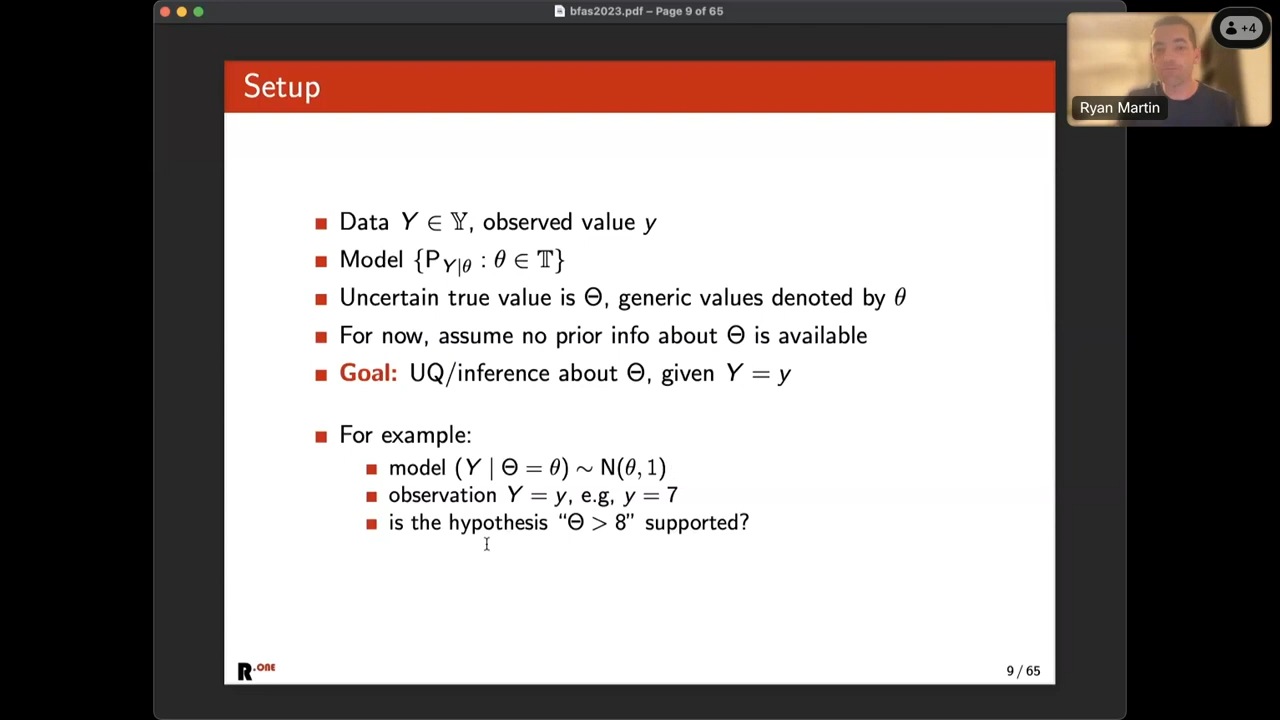 bfas2023.pdf – Page 9 of 65
+4
Ryan Martin
Setup
Data Y ∈ 𝕐, observed value y
Model {P_{Y|θ} : θ ∈ 𝕋}
Uncertain true value is Θ, generic values denoted by θ
For now, assume no prior info about Θ is available
Goal: UQ/inference about Θ, given Y = y
For example:
model (Y | Θ = θ) ∼ N(θ, 1)
observation Y = y, e.g, y = 7
is the hypothesis “Θ > 8” supported?
R.ONE
9 / 65